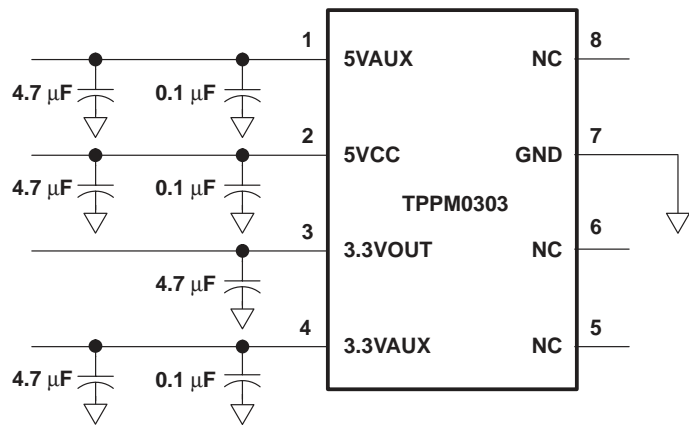 1 8
5VAUX NC
4.7 µF 0.1 µF
2 7
5VCC GND
4.7 µF 0.1 µF
TPPM0303
3 6
3.3VOUT NC
4.7 µF
4 5
3.3VAUX NC
4.7 µF 0.1 µF